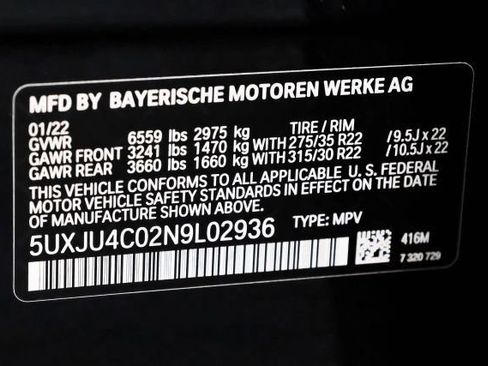 MFD BY BAYERISCHE MOTOREN WERKE AG
01/22 TIRE / RIM
GVWR 6559 lbs 2975 kg
GAWR FRONT 3241 lbs 1470 kg WITH 275/35 R22 / 9.5J x 22
GAWR REAR 3660 lbs 1660 kg WITH 315/30 R22 / 10.5J x 22
THIS VEHICLE CONFORMS TO ALL APPLICABLE U. S. FEDERAL
MOTOR VEHICLE SAFETY STANDARDS IN EFFECT ON THE DATE
OF MANUFACTURE SHOWN ABOVE.
5UXJU4C02N9L02936 TYPE: MPV
416M
7 320 729